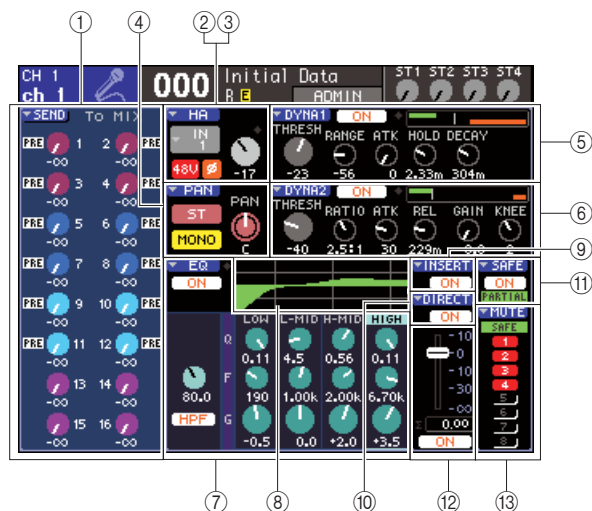 ① ④ ② ③
CH 1
ch 1
000
Initial Data
R E
ADMIN
ST1 ST2 ST3 ST4
SEND To MIX
PRE 1 2 PRE
-∞ -∞
PRE 3 4 PRE
-∞ -∞
PRE 5 6 PRE
-∞ -∞
PRE 7 8 PRE
-∞ -∞
PRE 9 10 PRE
-∞ -∞
PRE 11 12 PRE
-∞ -∞
13 14
-∞ -∞
15 16
-∞ -∞
HA
IN
1
48V Ø
-17
PAN
ST
MONO
PAN
C
DYNA1 ON
THRESH RANGE ATK HOLD DECAY
-23 -56 0 2.33m 304m
⑤
DYNA2 ON
THRESH RATIO ATK REL GAIN KNEE
-40 2.5:1 30 229m 0.0 2
⑥
⑨
EQ
ON
80.0
HPF
LOW L-MID H-MID HIGH
Q
0.11 4.5 0.56 0.11
F
190 1.00k 2.00k 6.70k
G
-0.5 0.0 +2.0 +3.5
INSERT
ON
DIRECT
ON
10
0
-10
-30
-∞
Σ 0.00
ON
SAFE
ON
PARTIAL
⑪
MUTE
SAFE
1
2
3
4
5
6
7
8
⑦ ⑧ ⑩ ⑫ ⑬